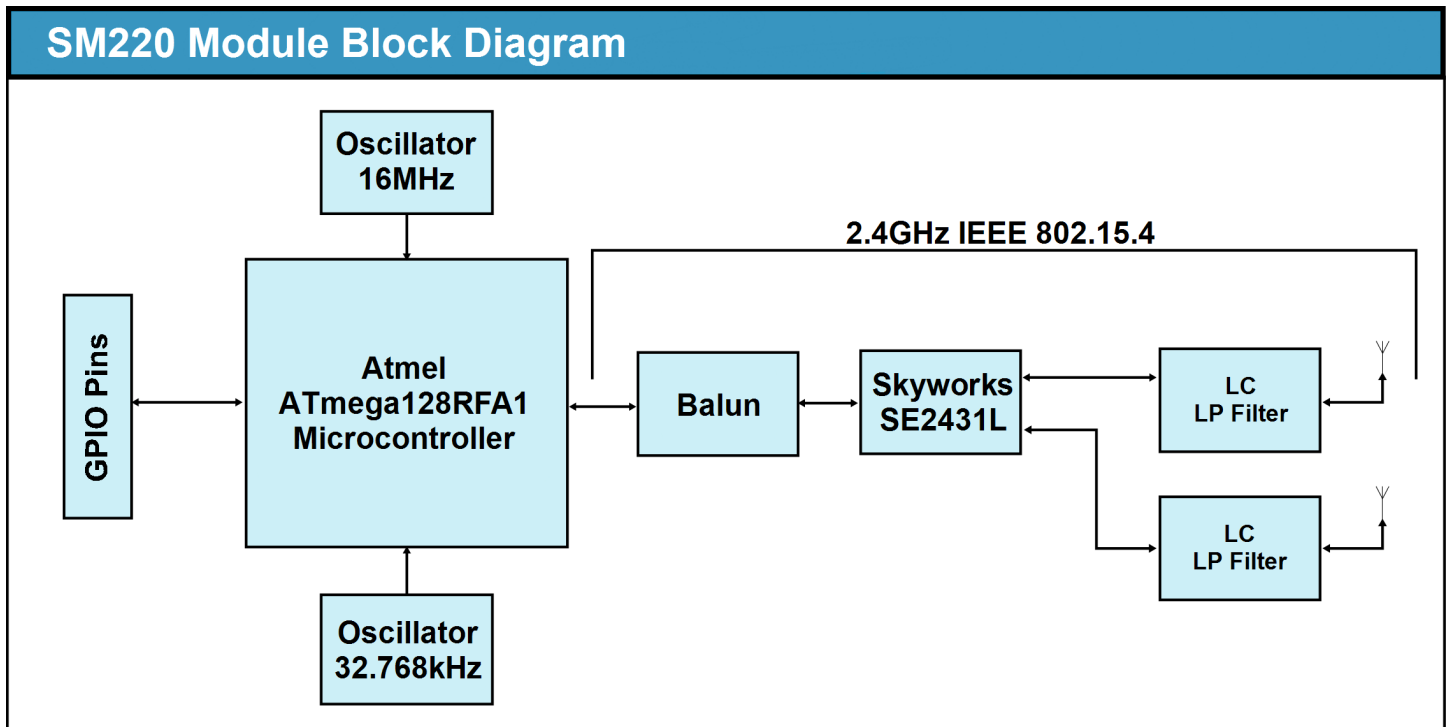 SM220 Module Block Diagram
Oscillator
16MHz
2.4GHz IEEE 802.15.4
GPIO Pins
Atmel
ATmega128RFA1
Microcontroller
Balun
Skyworks
SE2431L
LC
LP Filter
LC
LP Filter
Oscillator
32.768kHz